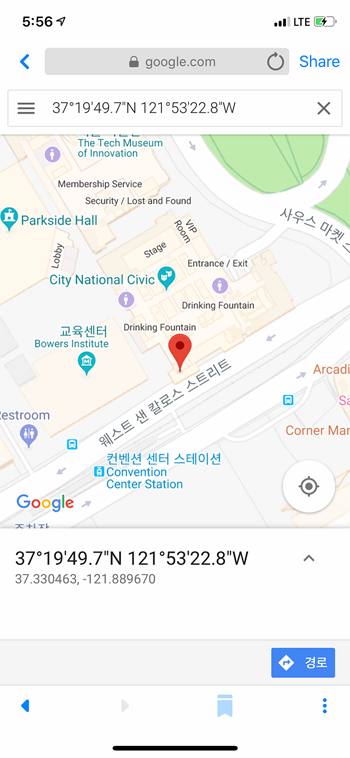 5:56
LTE
google.com
Share
37°19'49.7"N 121°53'22.8"W
The Tech Museum
of Innovation
Membership Service
Security / Lost and Found
Parkside Hall
사우스 마켓 스
VIP
Room
Stage
Lobby
Entrance / Exit
City National Civic
Drinking Fountain
Drinking Fountain
교육센터
Bowers Institute
웨스트 샌 칼로스 스트리트
Arcadi
estroom
Corner Mar
컨벤션 센터 스테이션
Convention
Center Station
Google
주차장
37°19'49.7"N 121°53'22.8"W
37.330463, -121.889670
경로